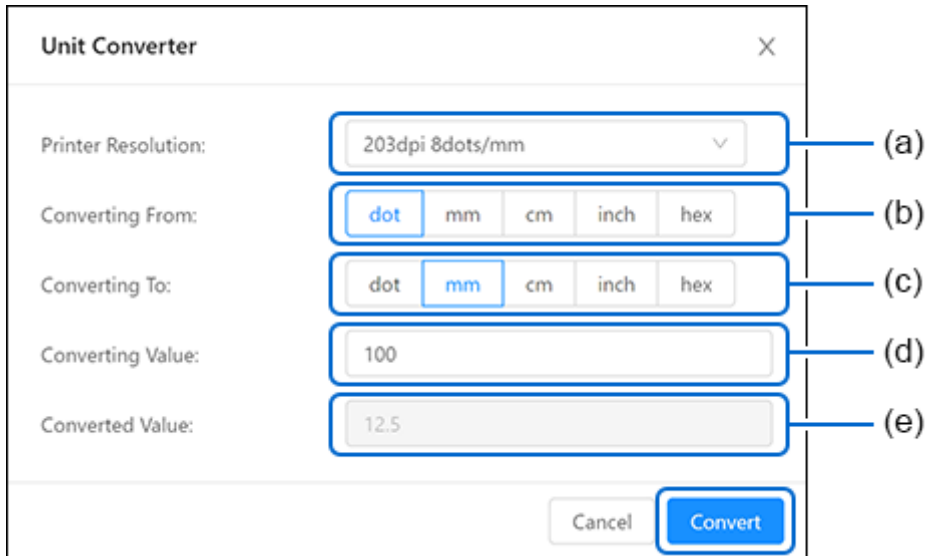 Unit Converter
Printer Resolution: 203dpi 8dots/mm (a)
Converting From: dot mm cm inch hex (b)
Converting To: dot mm cm inch hex (c)
Converting Value: 100 (d)
Converted Value: 12.5 (e)
Cancel Convert